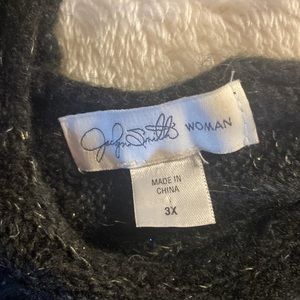 Jaclyn Smith WOMAN
MADE IN
CHINA
3X